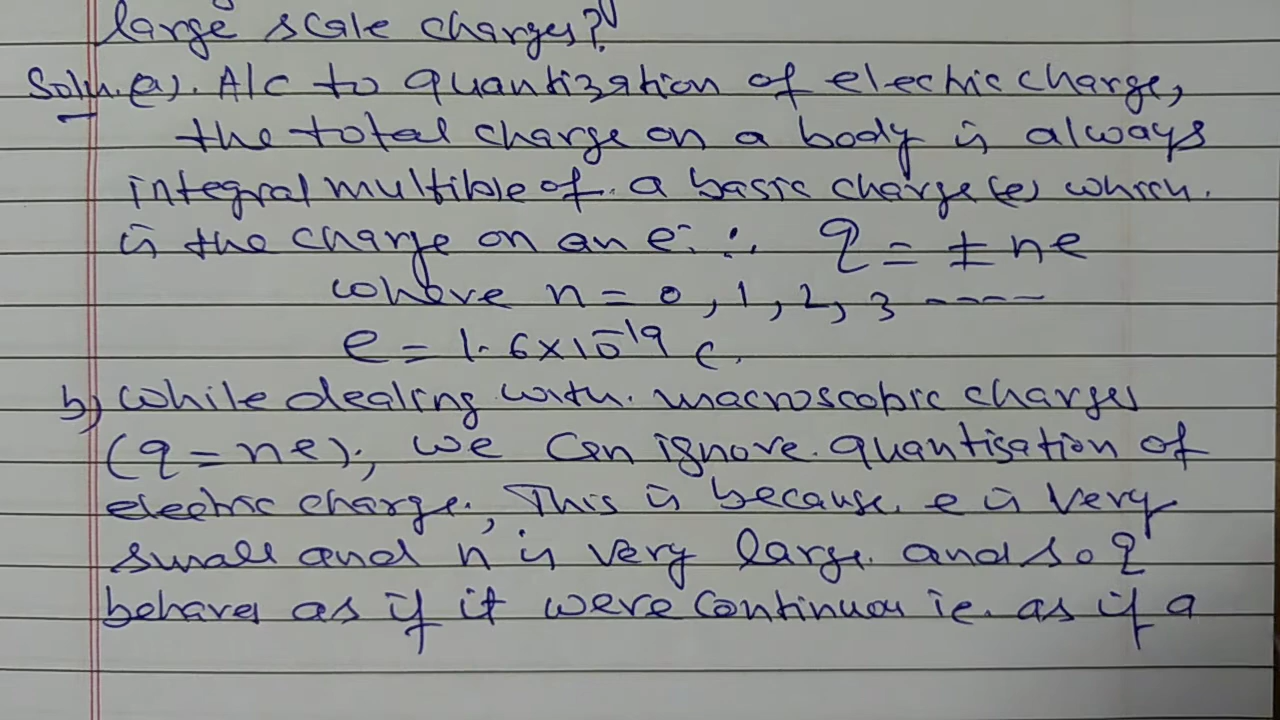 large scale charges?
Soln.(a). A/c to quantization of electric charge,
the total charge on a body is always
integral multible of a basic charge (e) which
is the charge on an e⁻. ∴ q = ± ne
where n = 0, 1, 2, 3 ----
e = 1.6×10⁻¹⁹ C.
b) While dealing with macroscopic charges
(q = ne), we can ignore quantisation of
electric charge. This is because e is very
small and n is very large and so q
behaves as if it were continuous ie. as if a